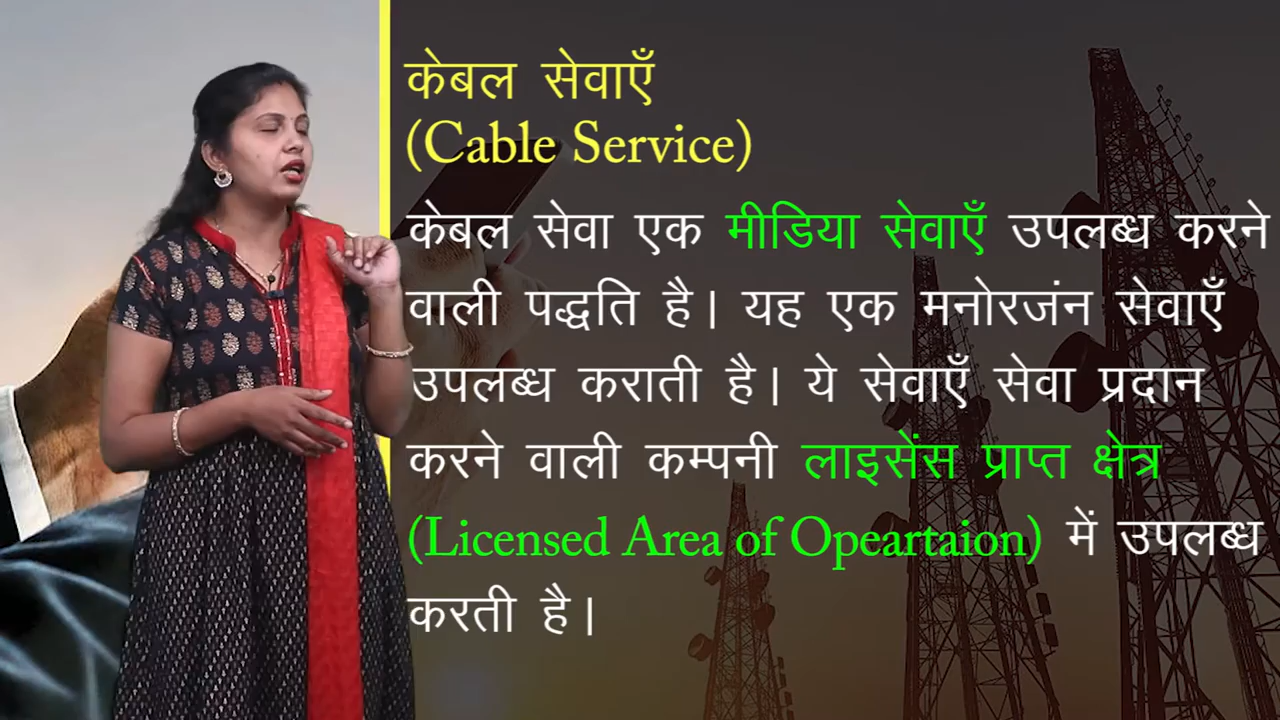 केबल सेवाएँ
(Cable Service)
केबल सेवा एक मीडिया सेवाएँ उपलब्ध करने
वाली पद्धति है। यह एक मनोरजंन सेवाएँ
उपलब्ध कराती है। ये सेवाएँ सेवा प्रदान
करने वाली कम्पनी लाइसेंस प्राप्त क्षेत्र
(Licensed Area of Opeartaion) में उपलब्ध
करती है।